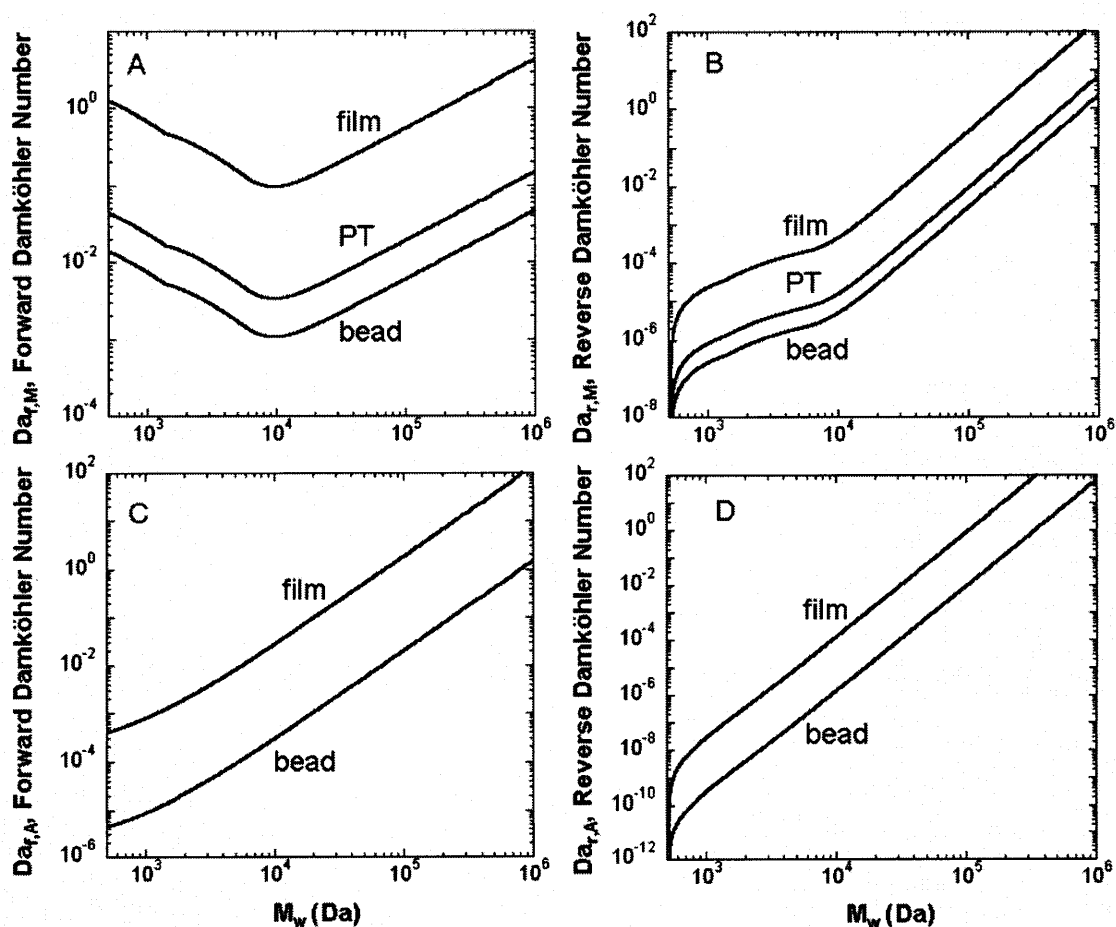 A
Da_f,M, Forward Damköhler Number
10^0
10^-2
10^-4
film
PT
bead
10^3 10^4 10^5 10^6
B
Da_r,M, Reverse Damköhler Number
10^2
10^0
10^-2
10^-4
10^-6
10^-8
film
PT
bead
10^3 10^4 10^5 10^6
C
Da_f,A, Forward Damköhler Number
10^2
10^0
10^-2
10^-4
10^-6
film
bead
10^3 10^4 10^5 10^6
M_w (Da)
D
Da_r,A, Reverse Damköhler Number
10^2
10^0
10^-2
10^-4
10^-6
10^-8
10^-10
10^-12
film
bead
10^3 10^4 10^5 10^6
M_w (Da)